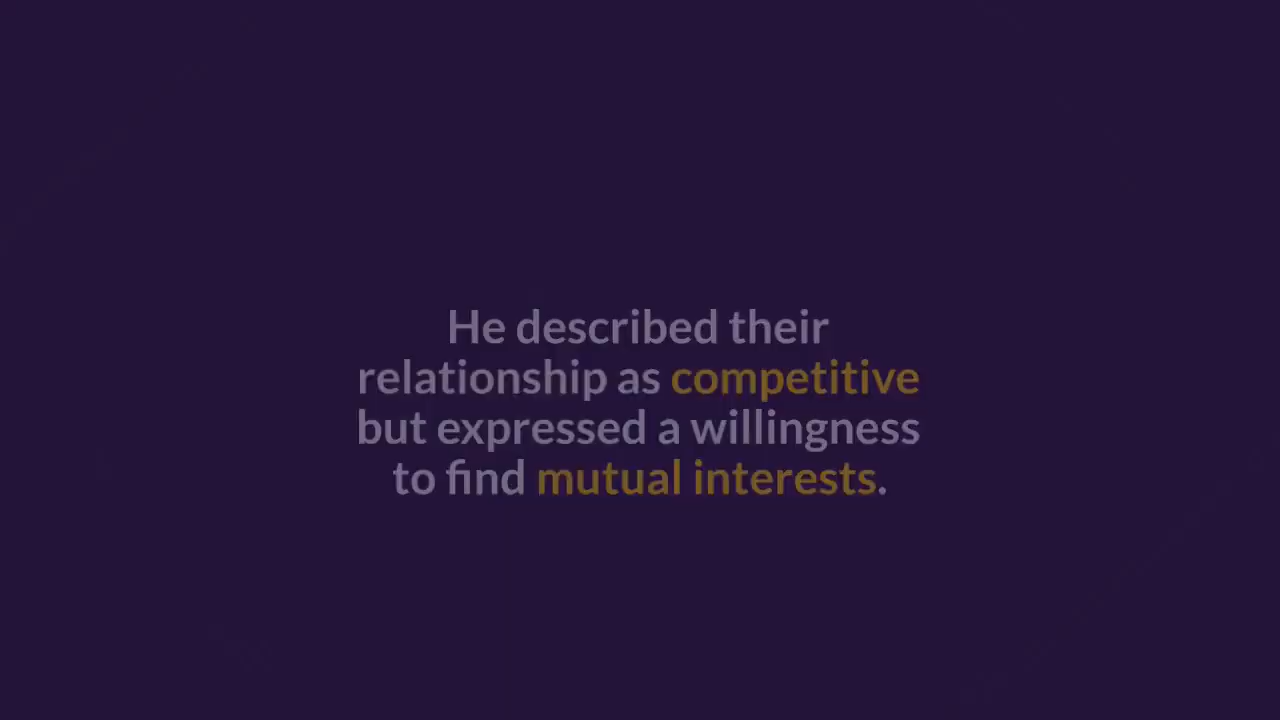 He described their
relationship as competitive
but expressed a willingness
to find mutual interests.